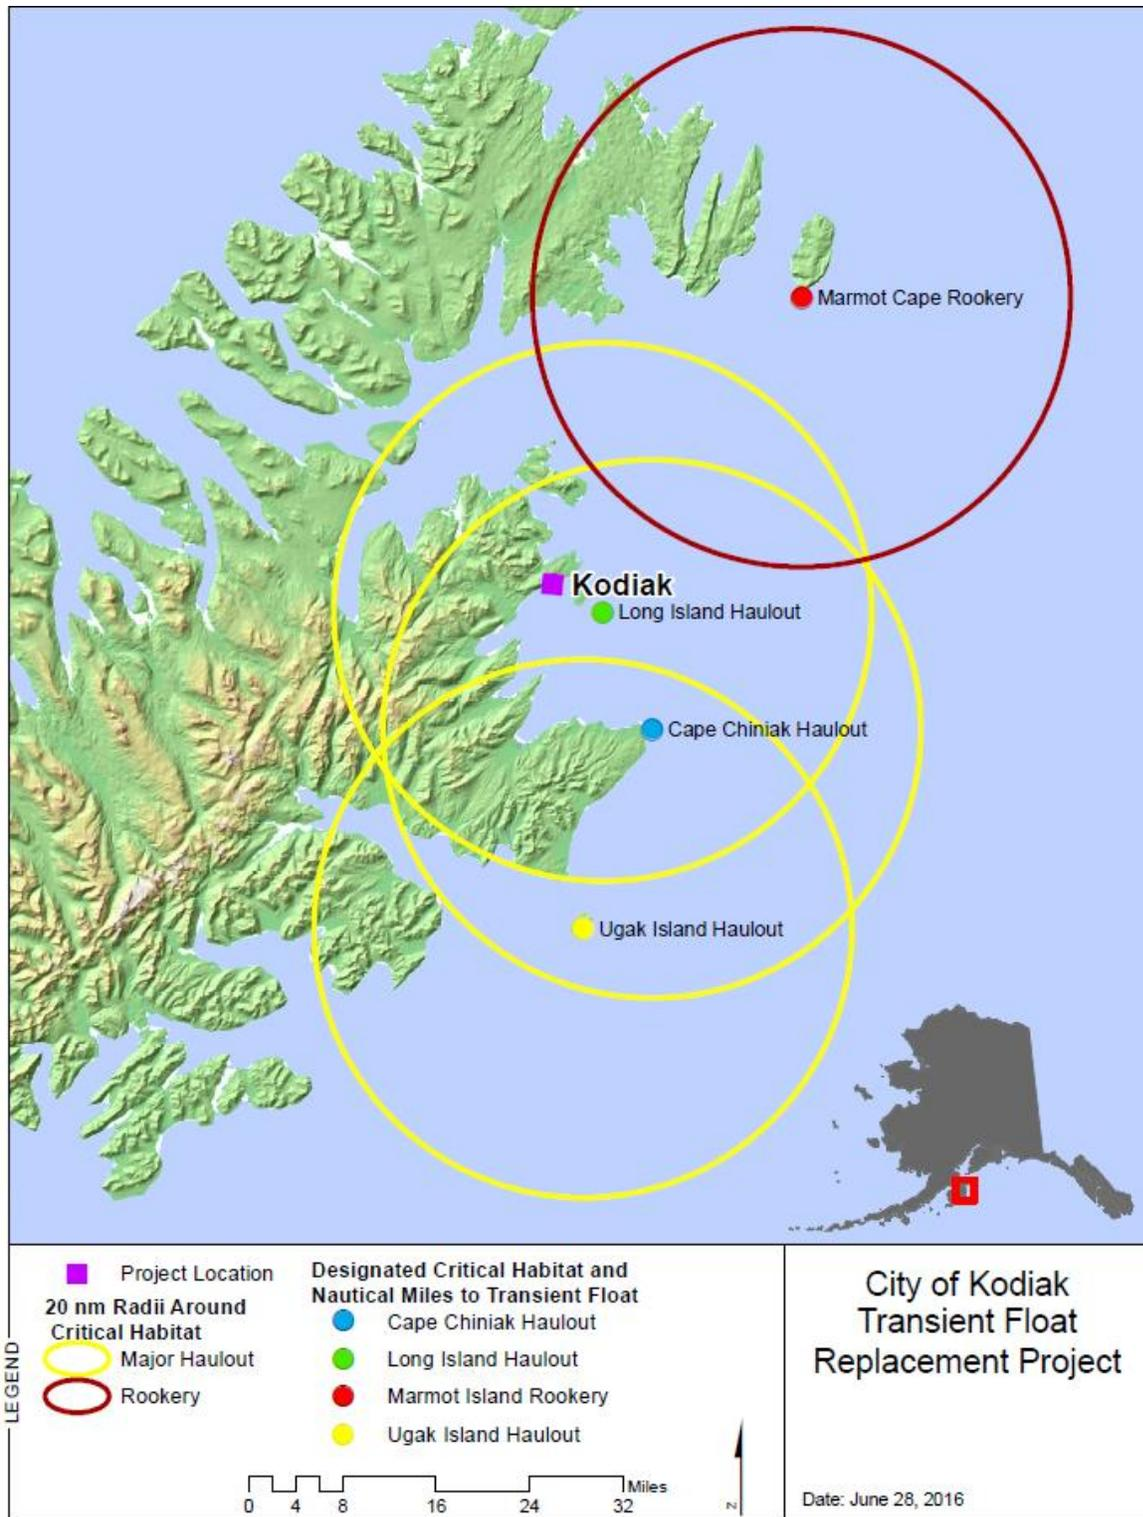 Marmot Cape Rookery
Kodiak
Long Island Haulout
Cape Chiniak Haulout
Ugak Island Haulout
LEGEND
Project Location
20 nm Radii Around
Critical Habitat
Major Haulout
Rookery
Designated Critical Habitat and
Nautical Miles to Transient Float
Cape Chiniak Haulout
Long Island Haulout
Marmot Island Rookery
Ugak Island Haulout
Miles
0 4 8 16 24 32
N
City of Kodiak
Transient Float
Replacement Project
Date: June 28, 2016